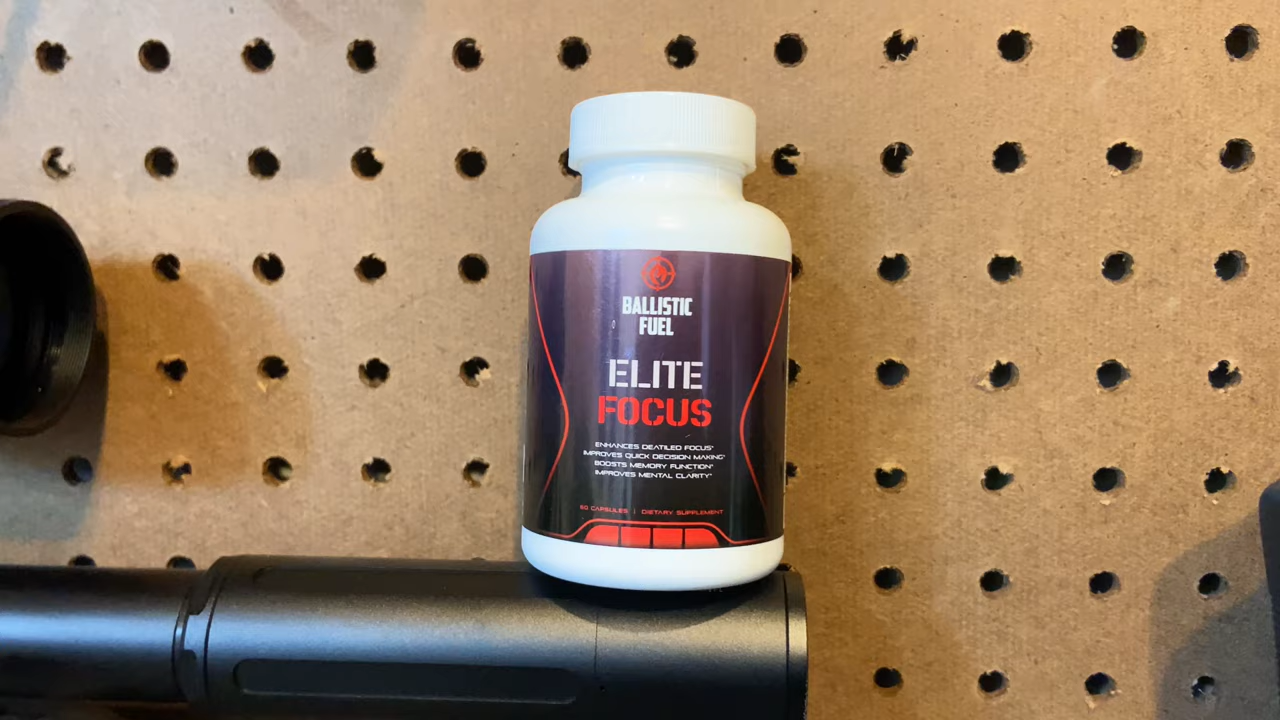 BALLISTIC
FUEL
ELITE
FOCUS
ENHANCES DEATILED FOCUS*
IMPROVES QUICK DECISION MAKING*
BOOSTS MEMORY FUNCTION*
IMPROVES MENTAL CLARITY*
60 CAPSULES | DIETARY SUPPLEMENT